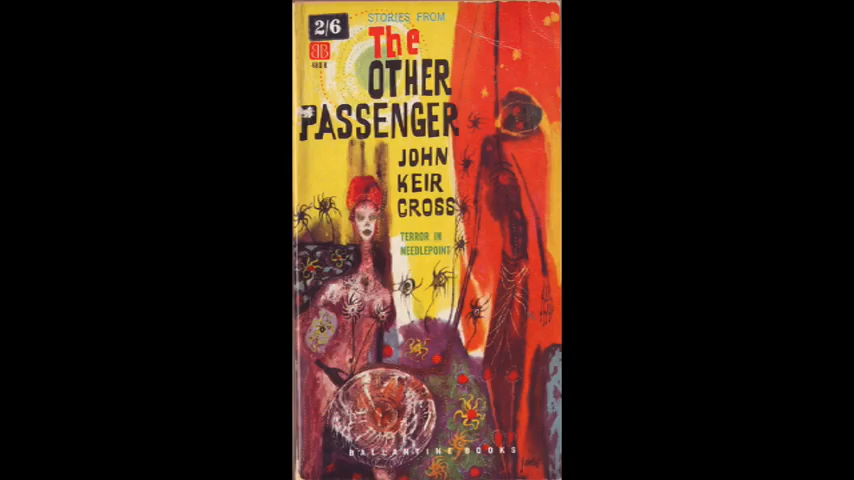 2/6
STORIES FROM
The
OTHER
PASSENGER
JOHN
KEIR
CROSS
TERROR IN
NEEDLEPOINT
BALLANTINE BOOKS